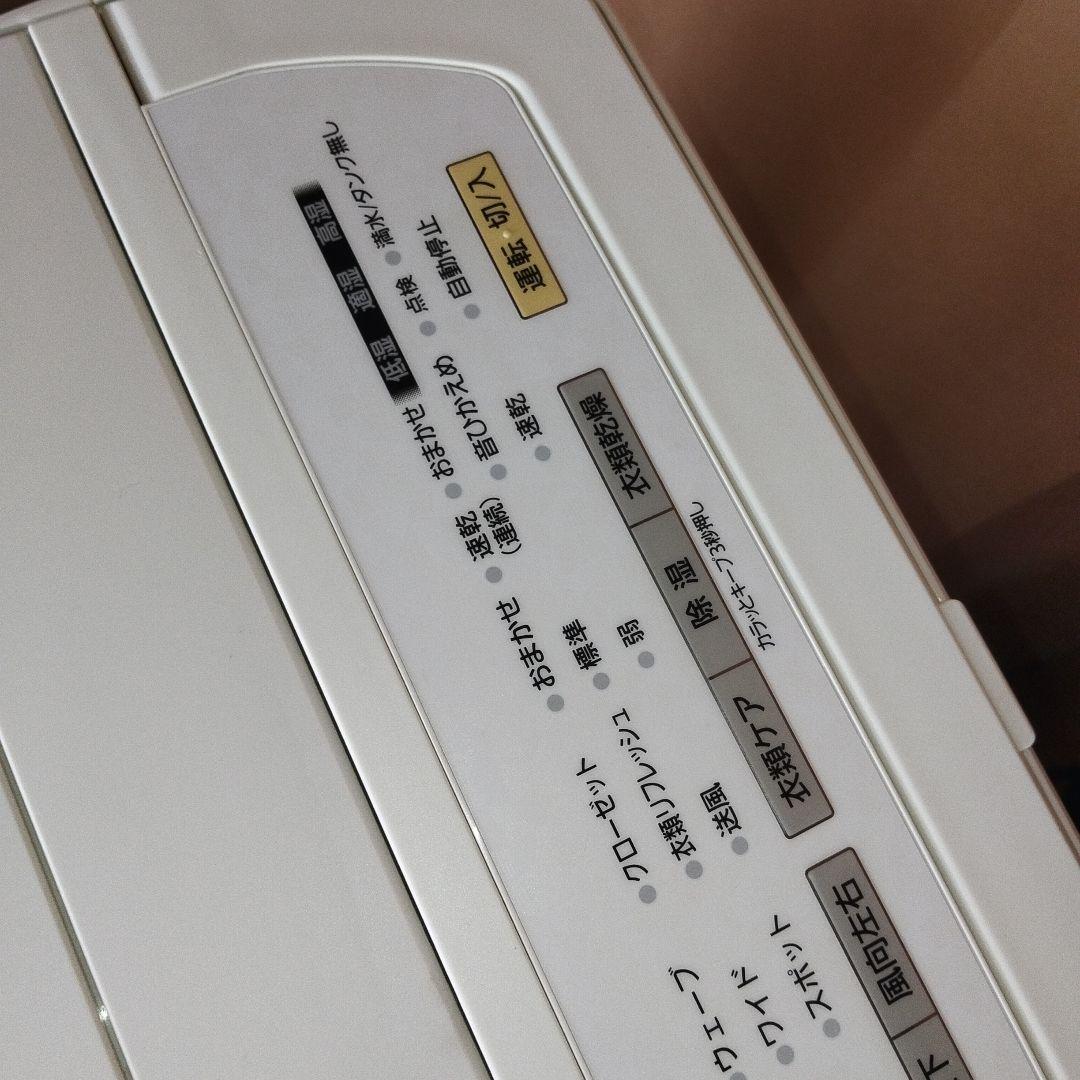 ウェーブ
ワイド
スポット
下
風向左右
クローゼット
衣類リフレッシュ
送風
衣類ケア
おまかせ
標準
弱
除湿
カラッとキープ3秒押し
速乾
(連続)
おまかせ
音ひかえめ
速乾
衣類乾燥
低湿 適湿 高湿
点検
満水/タンク無し
自動停止
運転 切/入